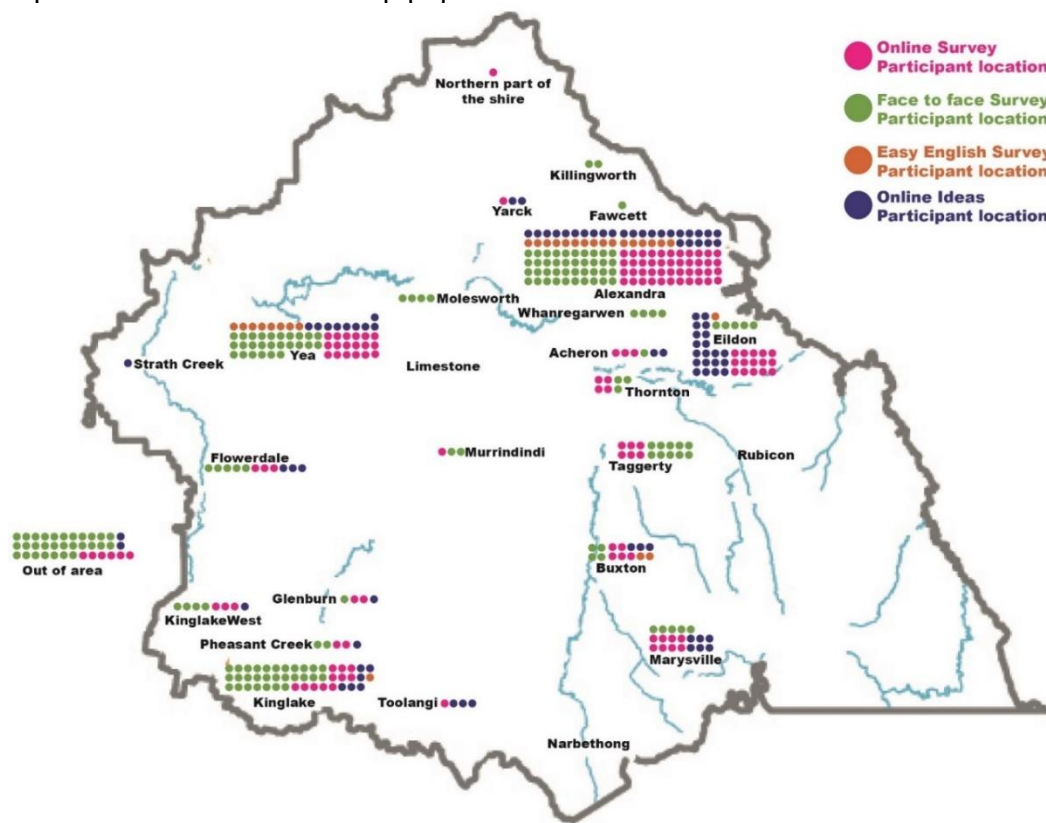 Online Survey
Participant location
Face to face Survey
Participant location
Easy English Survey
Participant location
Online Ideas
Participant location
Northern part of
the shire
Killingworth
Yarck
Fawcett
Alexandra
Molesworth
Whanregarwen
Eildon
Yea
Strath Creek
Limestone
Acheron
Thornton
Flowerdale
Murrindindi
Taggerty
Rubicon
Out of area
Buxton
Glenburn
KinglakeWest
Pheasant Creek
Marysville
Kinglake
Toolangi
Narbethong